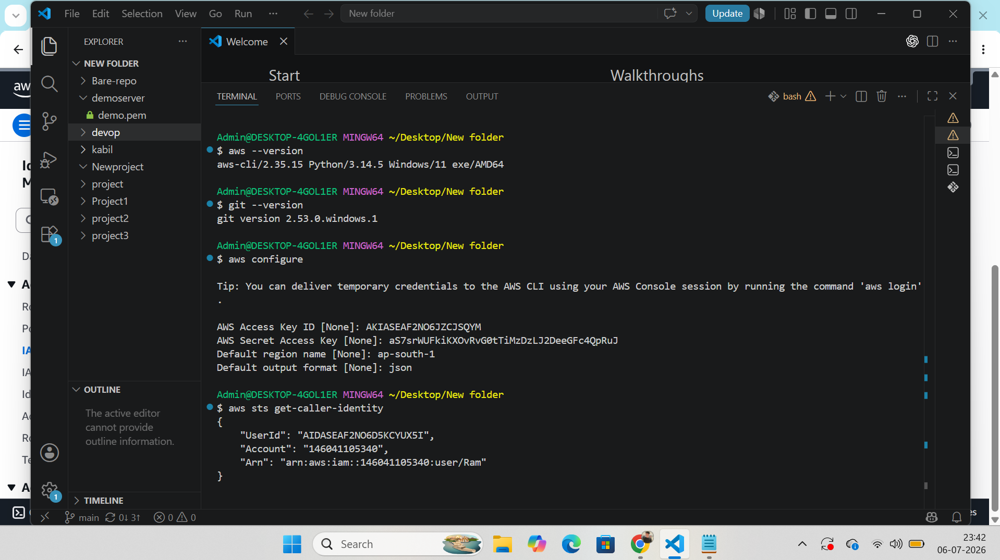 File Edit Selection View Go Run ··· New folder Update
EXPLORER ···
Welcome
aws
NEW FOLDER
Bare-repo
demoserver
demo.pem
devop
kabil
Newproject
project
Project1
project2
project3
OUTLINE
The active editor
cannot provide
outline information.
TIMELINE
Start Walkthroughs
TERMINAL PORTS DEBUG CONSOLE PROBLEMS OUTPUT bash
Admin@DESKTOP-4GOL1ER MINGW64 ~/Desktop/New folder
$ aws --version
aws-cli/2.35.15 Python/3.14.5 Windows/11 exe/AMD64
Admin@DESKTOP-4GOL1ER MINGW64 ~/Desktop/New folder
$ git --version
git version 2.53.0.windows.1
Admin@DESKTOP-4GOL1ER MINGW64 ~/Desktop/New folder
$ aws configure
Tip: You can deliver temporary credentials to the AWS CLI using your AWS Console session by running the command 'aws login'
.
AWS Access Key ID [None]: AKIASEAF2NO6JZCJSQYM
AWS Secret Access Key [None]: aS7srWUFkiKXOvRvG0tTiMzDzLJ2DeeGFc4QpRuJ
Default region name [None]: ap-south-1
Default output format [None]: json
Admin@DESKTOP-4GOL1ER MINGW64 ~/Desktop/New folder
$ aws sts get-caller-identity
{
"UserId": "AIDASEAF2NO6D5KCYUX5I",
"Account": "146041105340",
"Arn": "arn:aws:iam::146041105340:user/Ram"
}
1
1
main 0↓ 3↑ 0 0
Search
23:42
06-07-2026